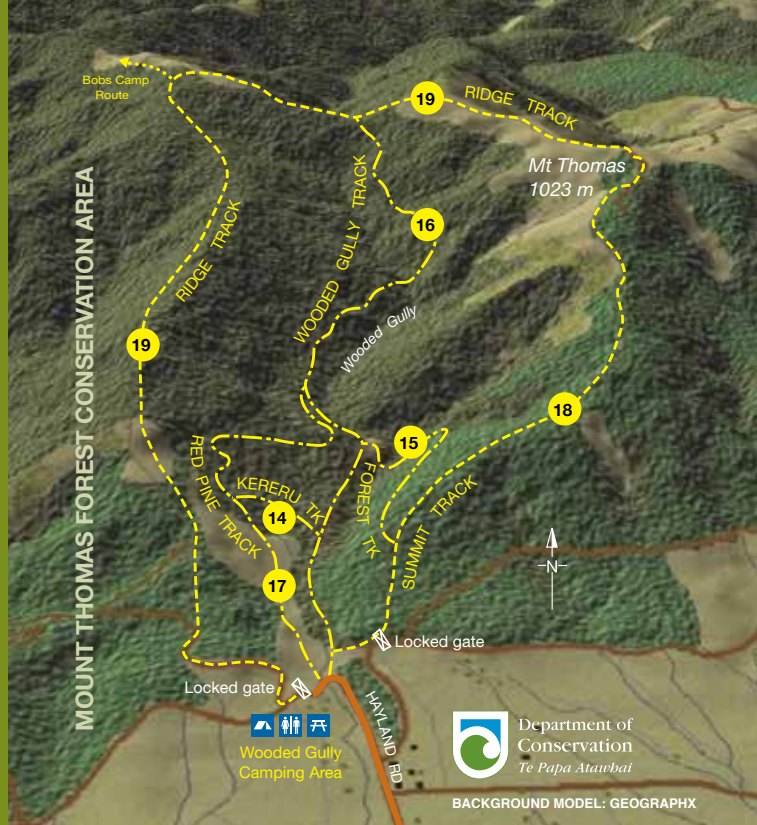 Bobs Camp
Route
19
RIDGE TRACK
Mt Thomas
1023 m
WOODED GULLY TRACK
16
RIDGE TRACK
MOUNT THOMAS FOREST CONSERVATION AREA
Wooded Gully
19
18
15
RED PINE TRACK
KERERU TK
FOREST TK
14
SUMMIT TRACK
N
17
Locked gate
Locked gate
HAYLAND RD
Wooded Gully
Camping Area
Department of
Conservation
Te Papa Atawhai
BACKGROUND MODEL: GEOGRAPHX